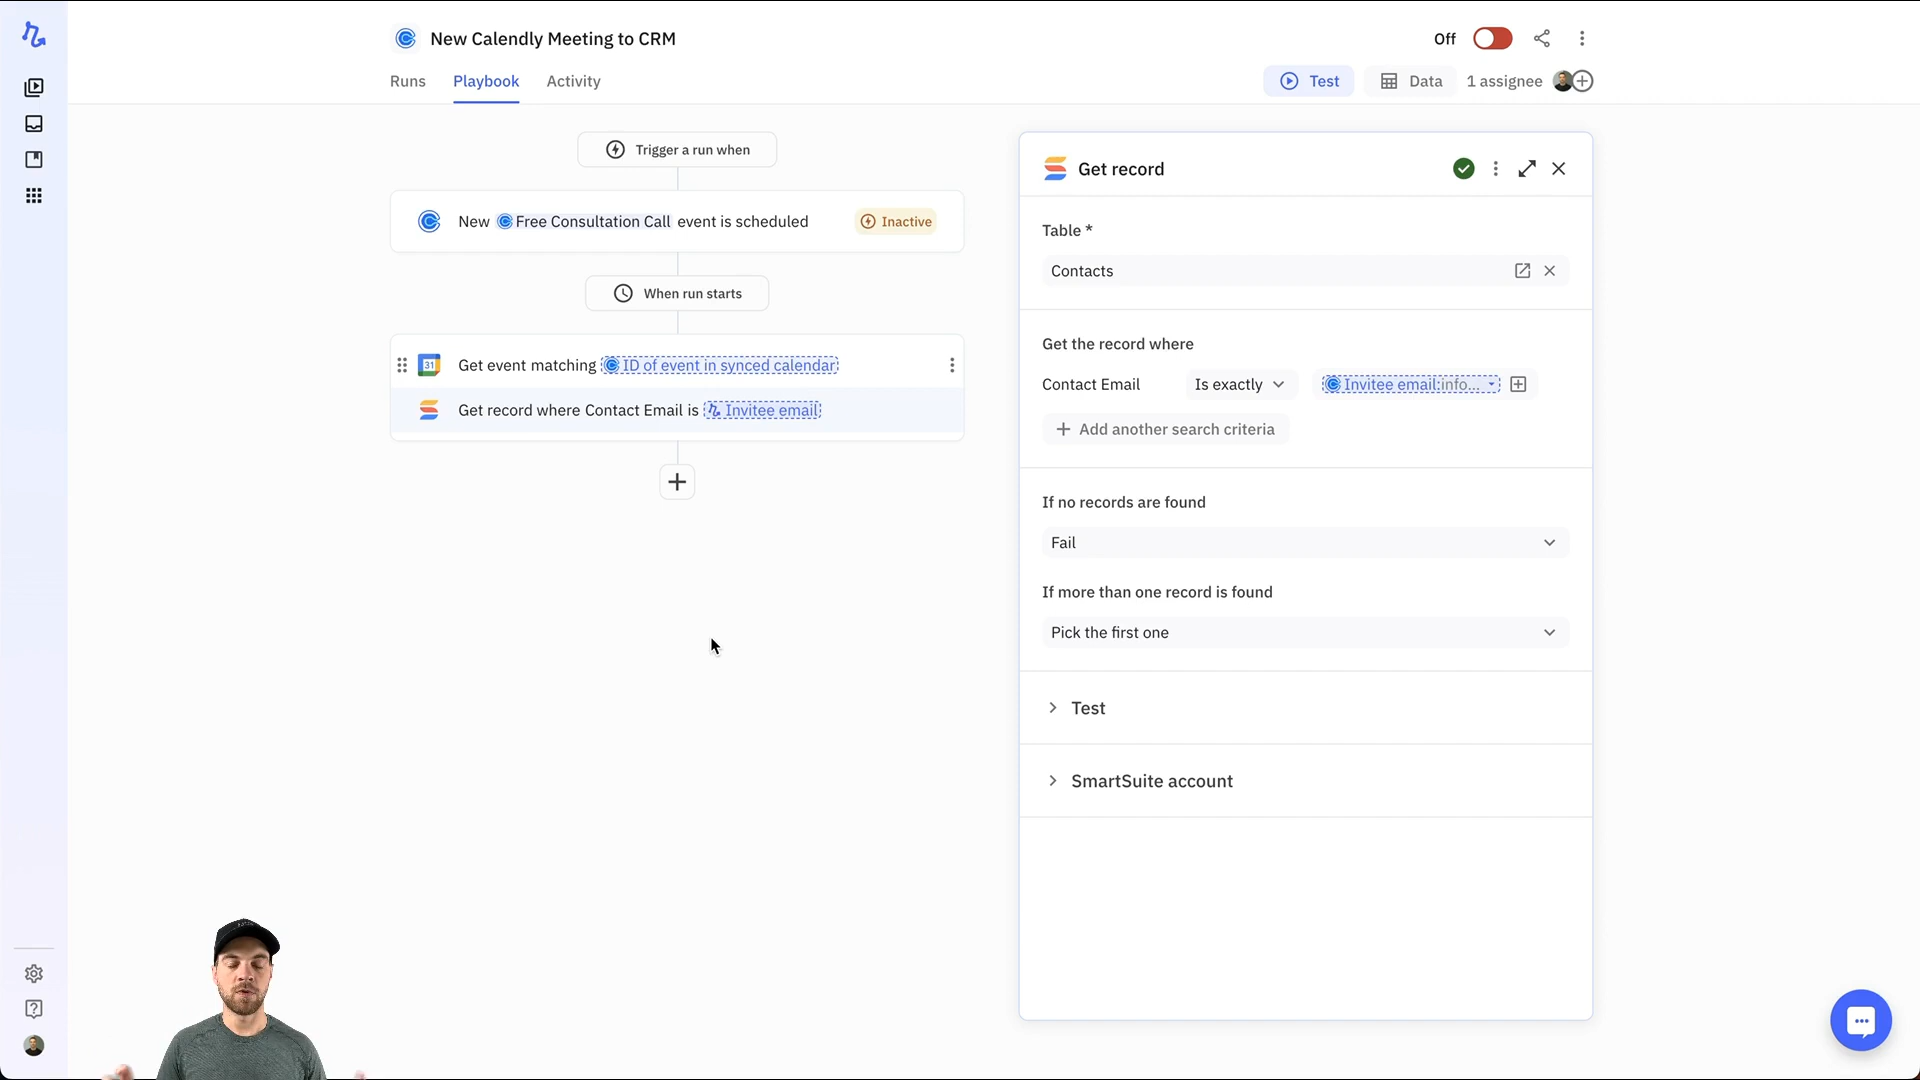 New Calendly Meeting to CRM
Off
Runs
Playbook
Activity
Test
Data
1 assignee
Trigger a run when
New Free Consultation Call event is scheduled
Inactive
When run starts
31
Get event matching ID of event in synced calendar
Get record where Contact Email is Invitee email
Get record
Table *
Contacts
Get the record where
Contact Email
Is exactly
Invitee email:info...
Add another search criteria
If no records are found
Fail
If more than one record is found
Pick the first one
Test
SmartSuite account